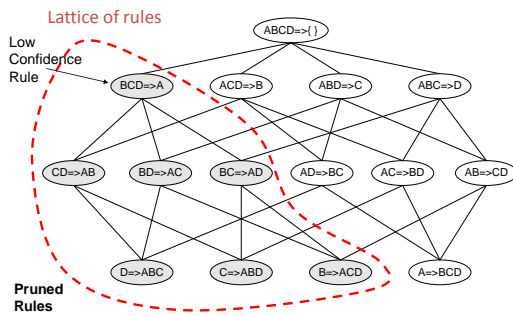 Lattice of rules
ABCD=>{ }
Low
Confidence
Rule
BCD=>A
ACD=>B
ABD=>C
ABC=>D
CD=>AB
BD=>AC
BC=>AD
AD=>BC
AC=>BD
AB=>CD
D=>ABC
C=>ABD
B=>ACD
A=>BCD
Pruned
Rules